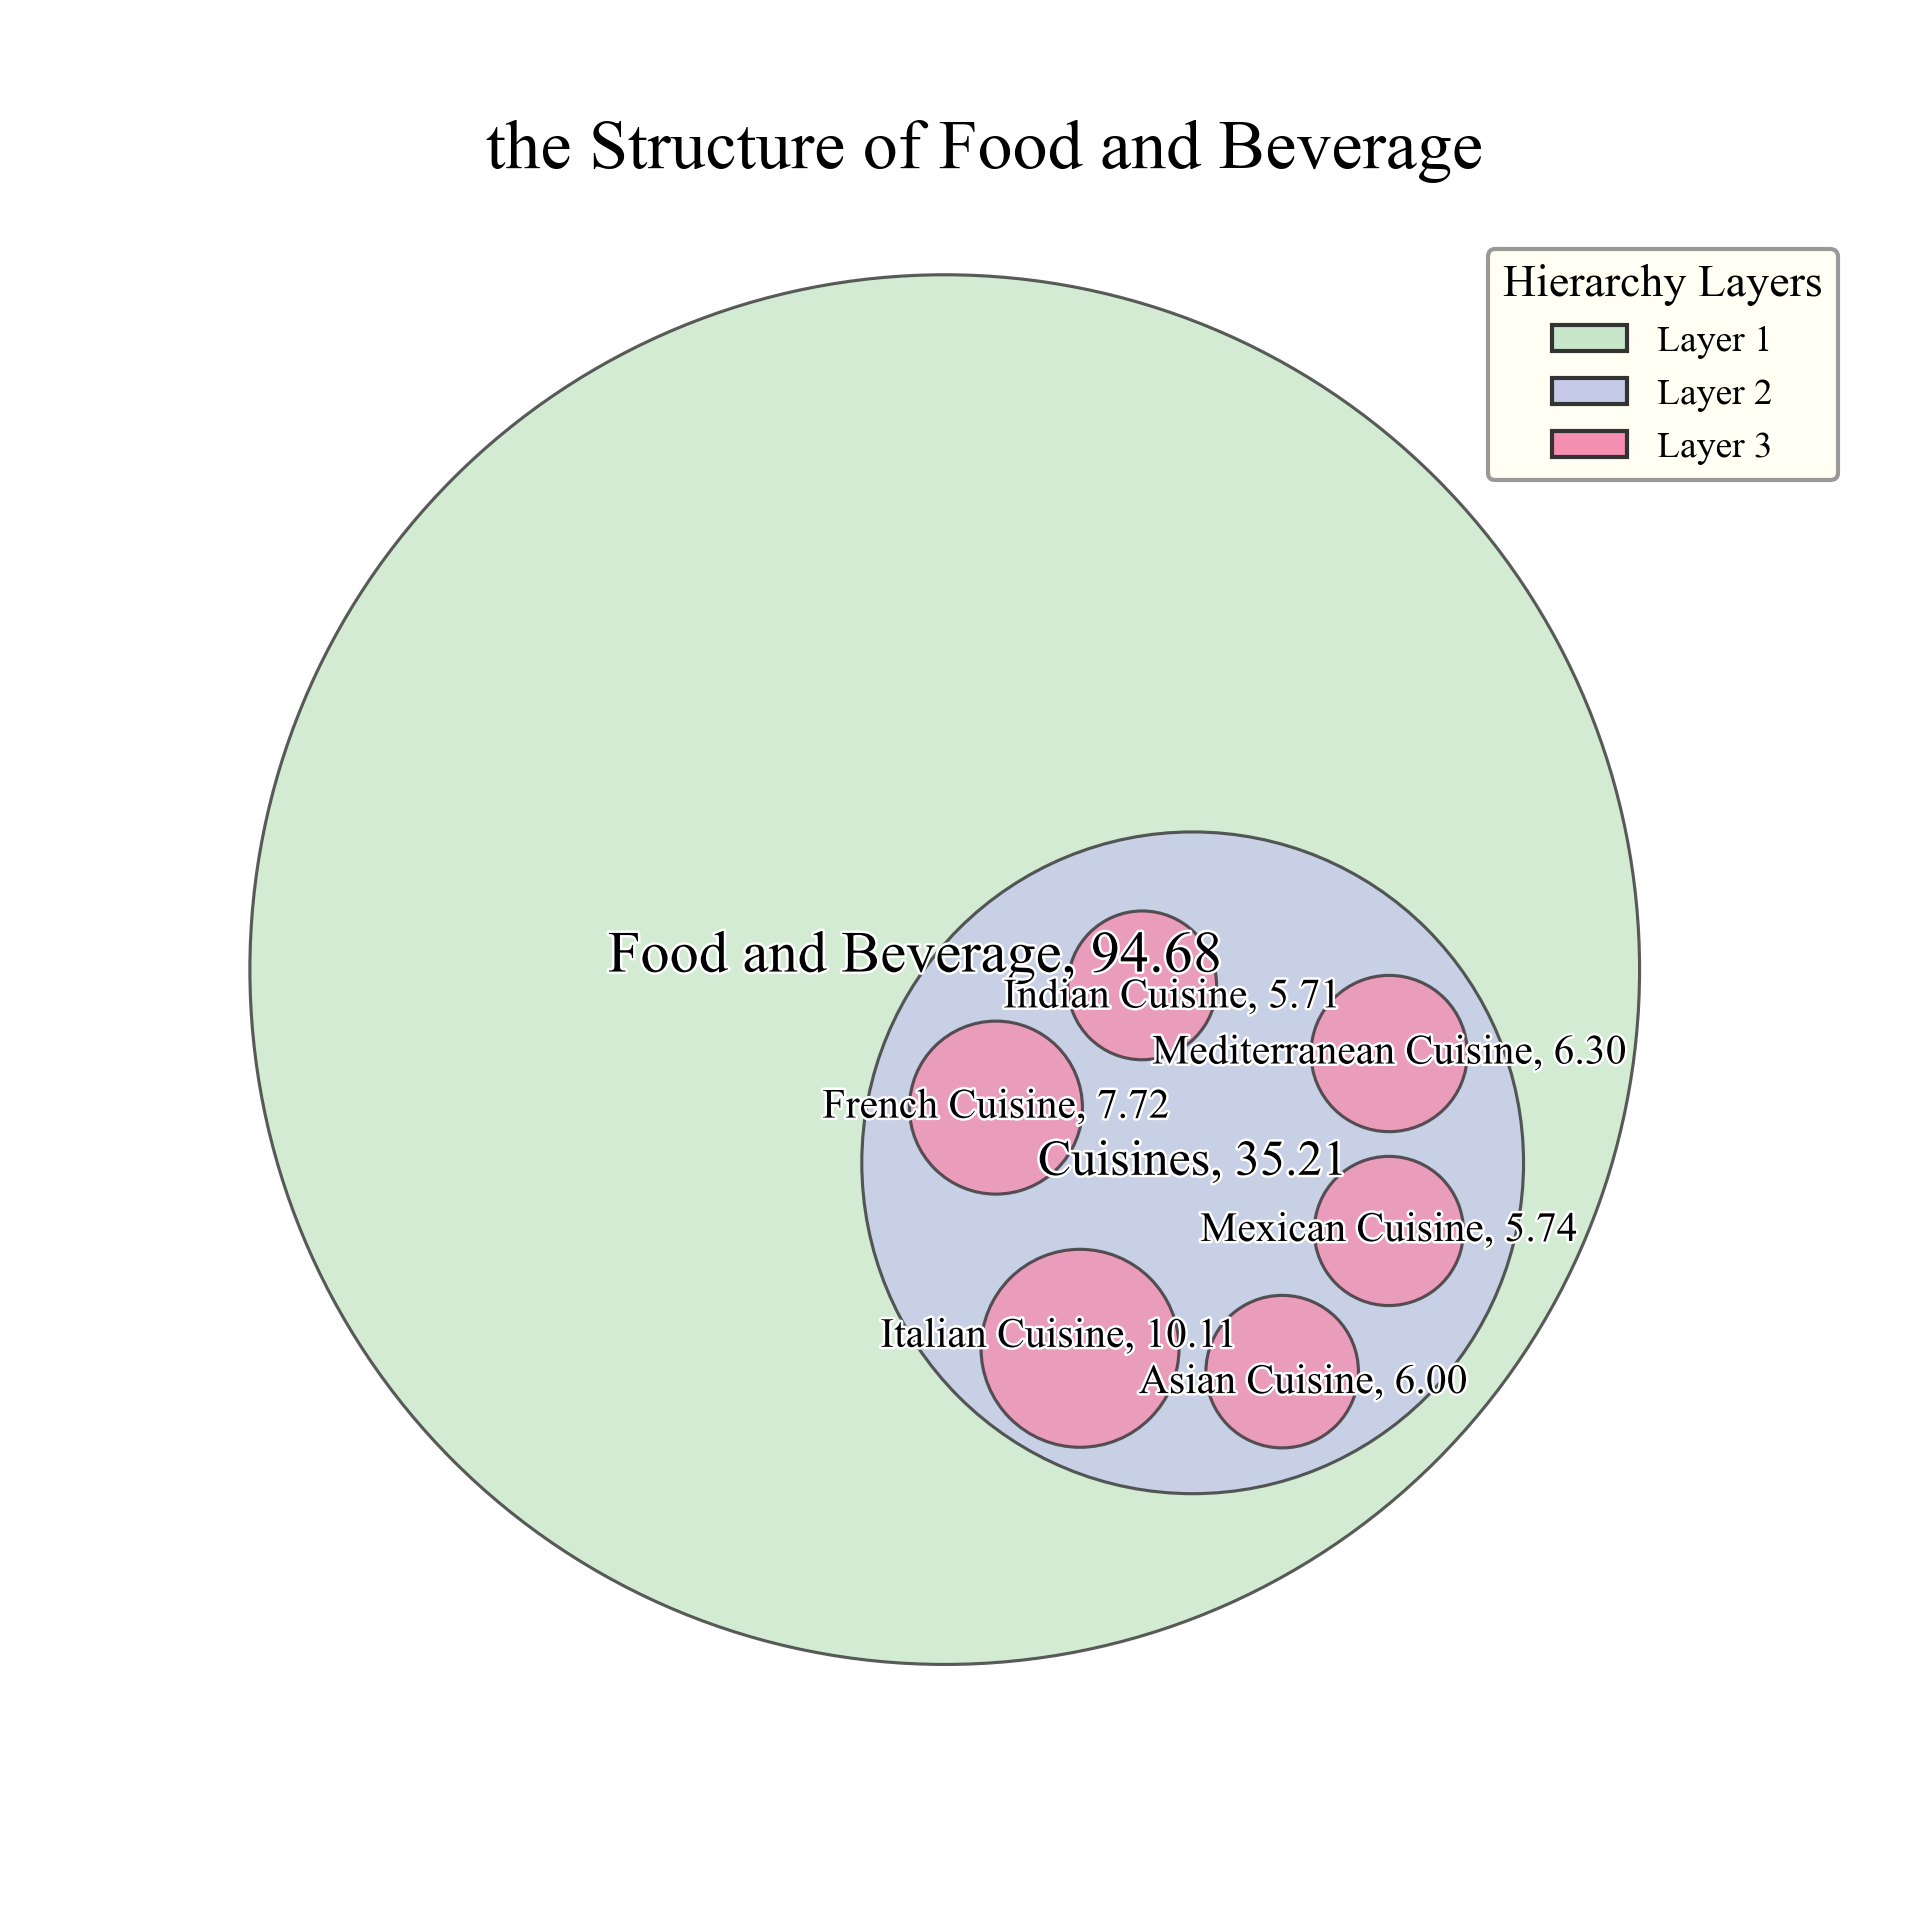 the Structure of Food and Beverage
Hierarchy Layers
Layer 1
Layer 2
Layer 3
Food and Beverage, 94.68
Indian Cuisine, 5.71
Mediterranean Cuisine, 6.30
French Cuisine, 7.72
Cuisines, 35.21
Mexican Cuisine, 5.74
Italian Cuisine, 10.11
Asian Cuisine, 6.00